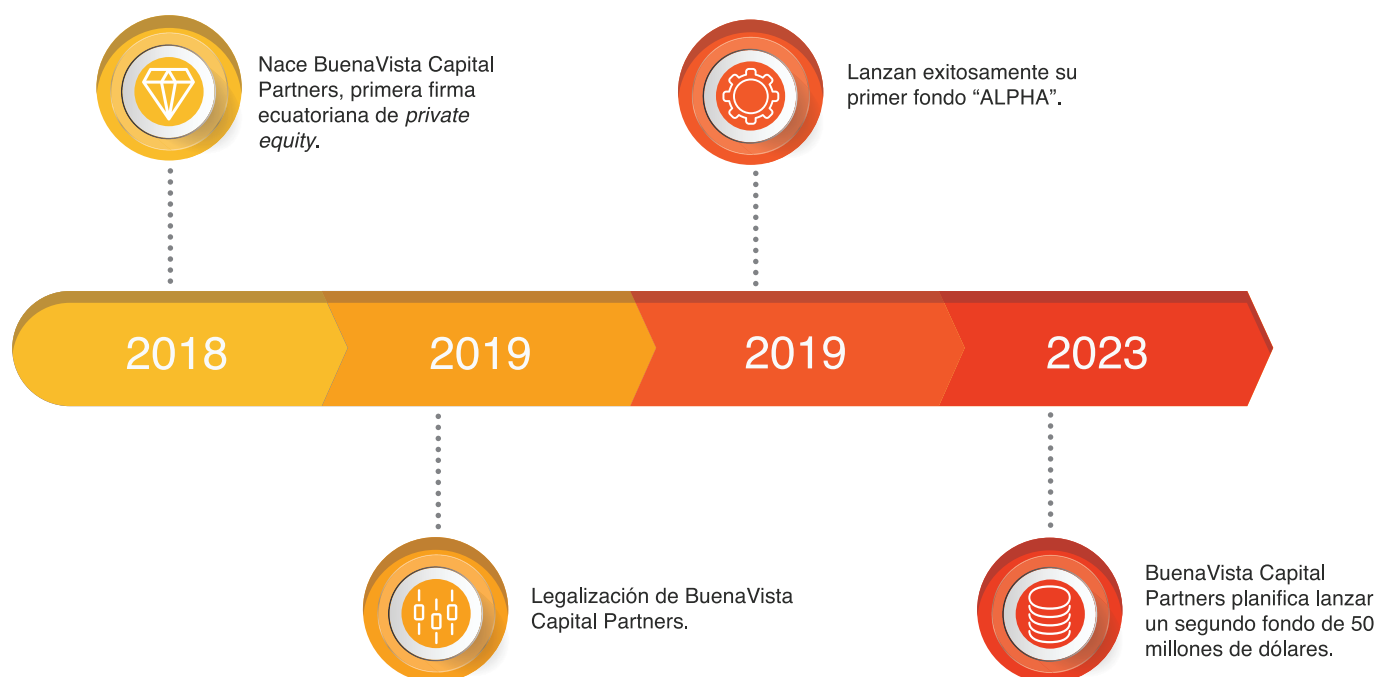 Nace BuenaVista Capital
Partners, primera firma
ecuatoriana de private
equity.
Lanzan exitosamente su
primer fondo “ALPHA”.
2018
2019
2019
2023
Legalización de BuenaVista
Capital Partners.
BuenaVista Capital
Partners planifica lanzar
un segundo fondo de 50
millones de dólares.